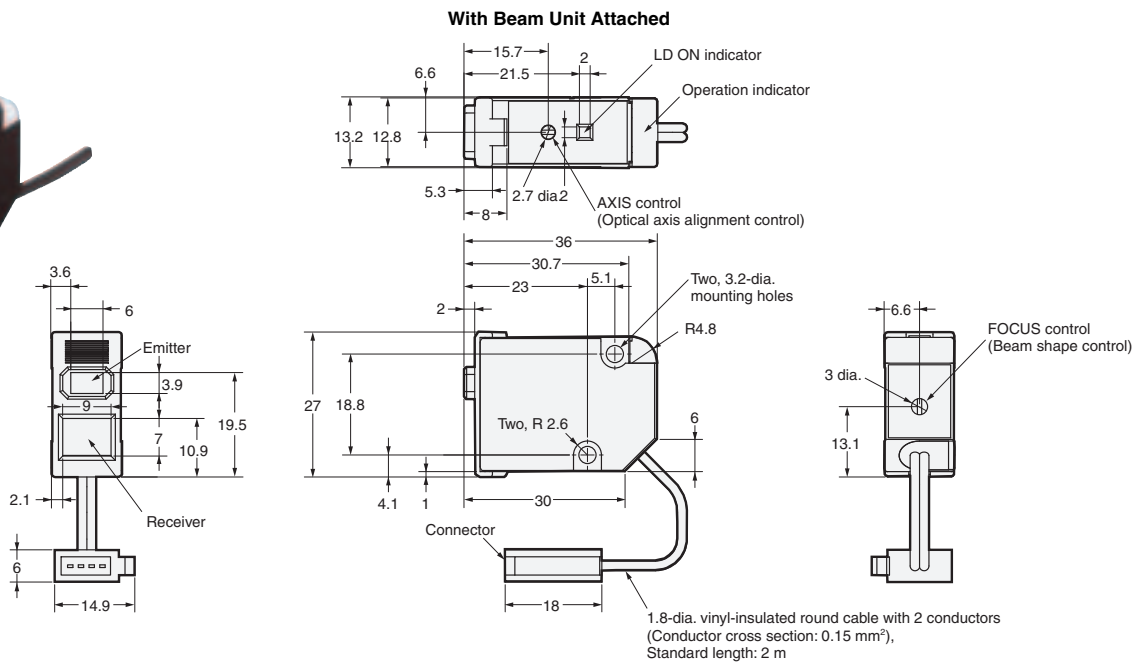 With Beam Unit Attached
15.7
2
LD ON indicator
6.6
21.5
Operation indicator
13.2
12.8
5.3
2.7 dia.
2
8
AXIS control
(Optical axis alignment control)
36
30.7
5.1
23
2
Two, 3.2-dia.
mounting holes
R4.8
27
18.8
Two, R 2.6
6
4.1
1
30
Connector
18
1.8-dia. vinyl-insulated round cable with 2 conductors
(Conductor cross section: 0.15 mm²),
Standard length: 2 m
3.6
6
Emitter
3.9
9
19.5
7
10.9
2.1
Receiver
6
14.9
6.6
FOCUS control
(Beam shape control)
3 dia.
13.1